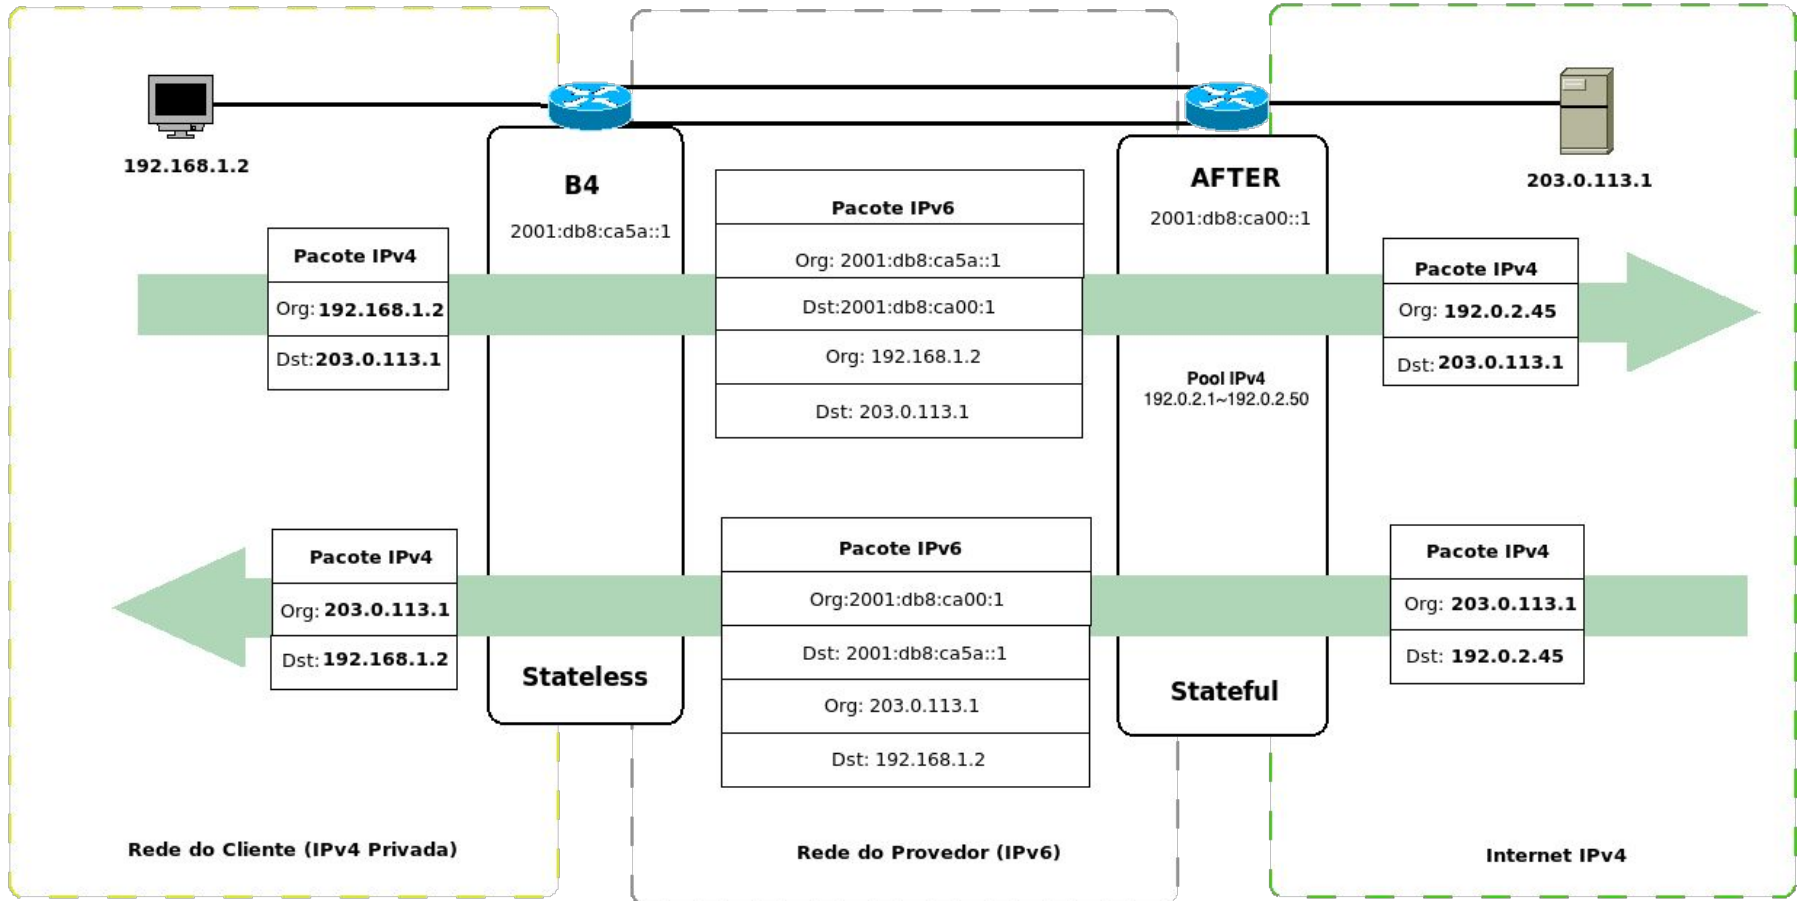 192.168.1.2
203.0.113.1
B4
2001:db8:ca5a::1
AFTER
2001:db8:ca00::1
Pacote IPv4
Org: 192.168.1.2
Dst: 203.0.113.1
Pacote IPv6
Org: 2001:db8:ca5a::1
Dst:2001:db8:ca00:1
Org: 192.168.1.2
Dst: 203.0.113.1
Pool IPv4
192.0.2.1~192.0.2.50
Pacote IPv4
Org: 192.0.2.45
Dst: 203.0.113.1
Pacote IPv4
Org: 203.0.113.1
Dst: 192.168.1.2
Stateless
Pacote IPv6
Org:2001:db8:ca00:1
Dst: 2001:db8:ca5a::1
Org: 203.0.113.1
Dst: 192.168.1.2
Stateful
Pacote IPv4
Org: 203.0.113.1
Dst: 192.0.2.45
Rede do Cliente (IPv4 Privada)
Rede do Provedor (IPv6)
Internet IPv4